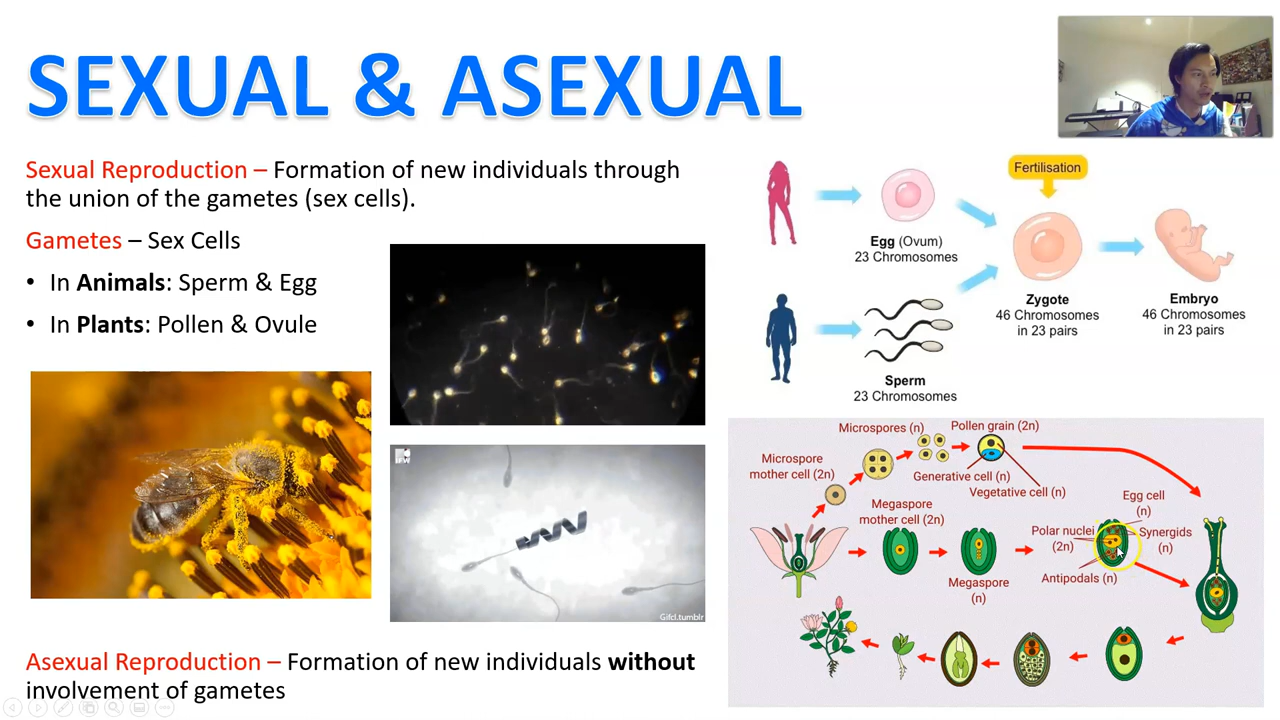 SEXUAL & ASEXUAL
Sexual Reproduction – Formation of new individuals through
the union of the gametes (sex cells).
Gametes – Sex Cells
• In Animals: Sperm & Egg
• In Plants: Pollen & Ovule
Gifcl.tumblr
Asexual Reproduction – Formation of new individuals without
involvement of gametes
Fertilisation
Egg (Ovum)
23 Chromosomes
Zygote
46 Chromosomes
in 23 pairs
Embryo
46 Chromosomes
in 23 pairs
Sperm
23 Chromosomes
Microspores (n)
Pollen grain (2n)
Microspore
mother cell (2n)
Generative cell (n)
Vegetative cell (n)
Megaspore
mother cell (2n)
Egg cell
(n)
Polar nuclei
(2n)
Synergids
(n)
Antipodals (n)
Megaspore
(n)